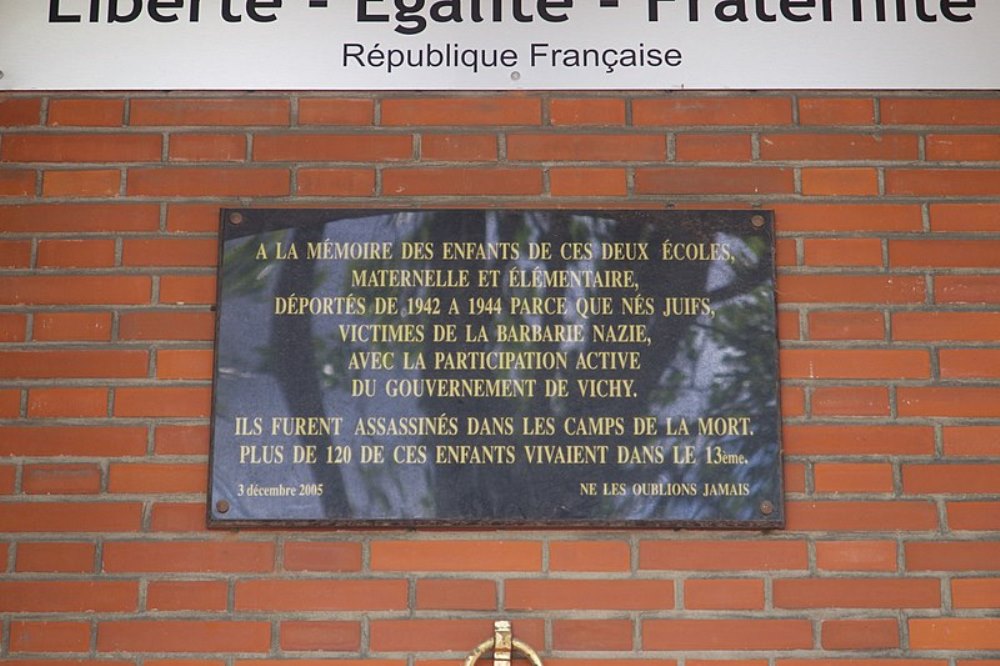 Liberté - Égalité - Fraternité
République Française
A LA MÉMOIRE DES ENFANTS DE CES DEUX ÉCOLES,
MATERNELLE ET ÉLÉMENTAIRE,
DÉPORTÉS DE 1942 A 1944 PARCE QUE NÉS JUIFS,
VICTIMES DE LA BARBARIE NAZIE,
AVEC LA PARTICIPATION ACTIVE
DU GOUVERNEMENT DE VICHY.
ILS FURENT ASSASSINÉS DANS LES CAMPS DE LA MORT.
PLUS DE 120 DE CES ENFANTS VIVAIENT DANS LE 13ème.
3 décembre 2005 NE LES OUBLIONS JAMAIS